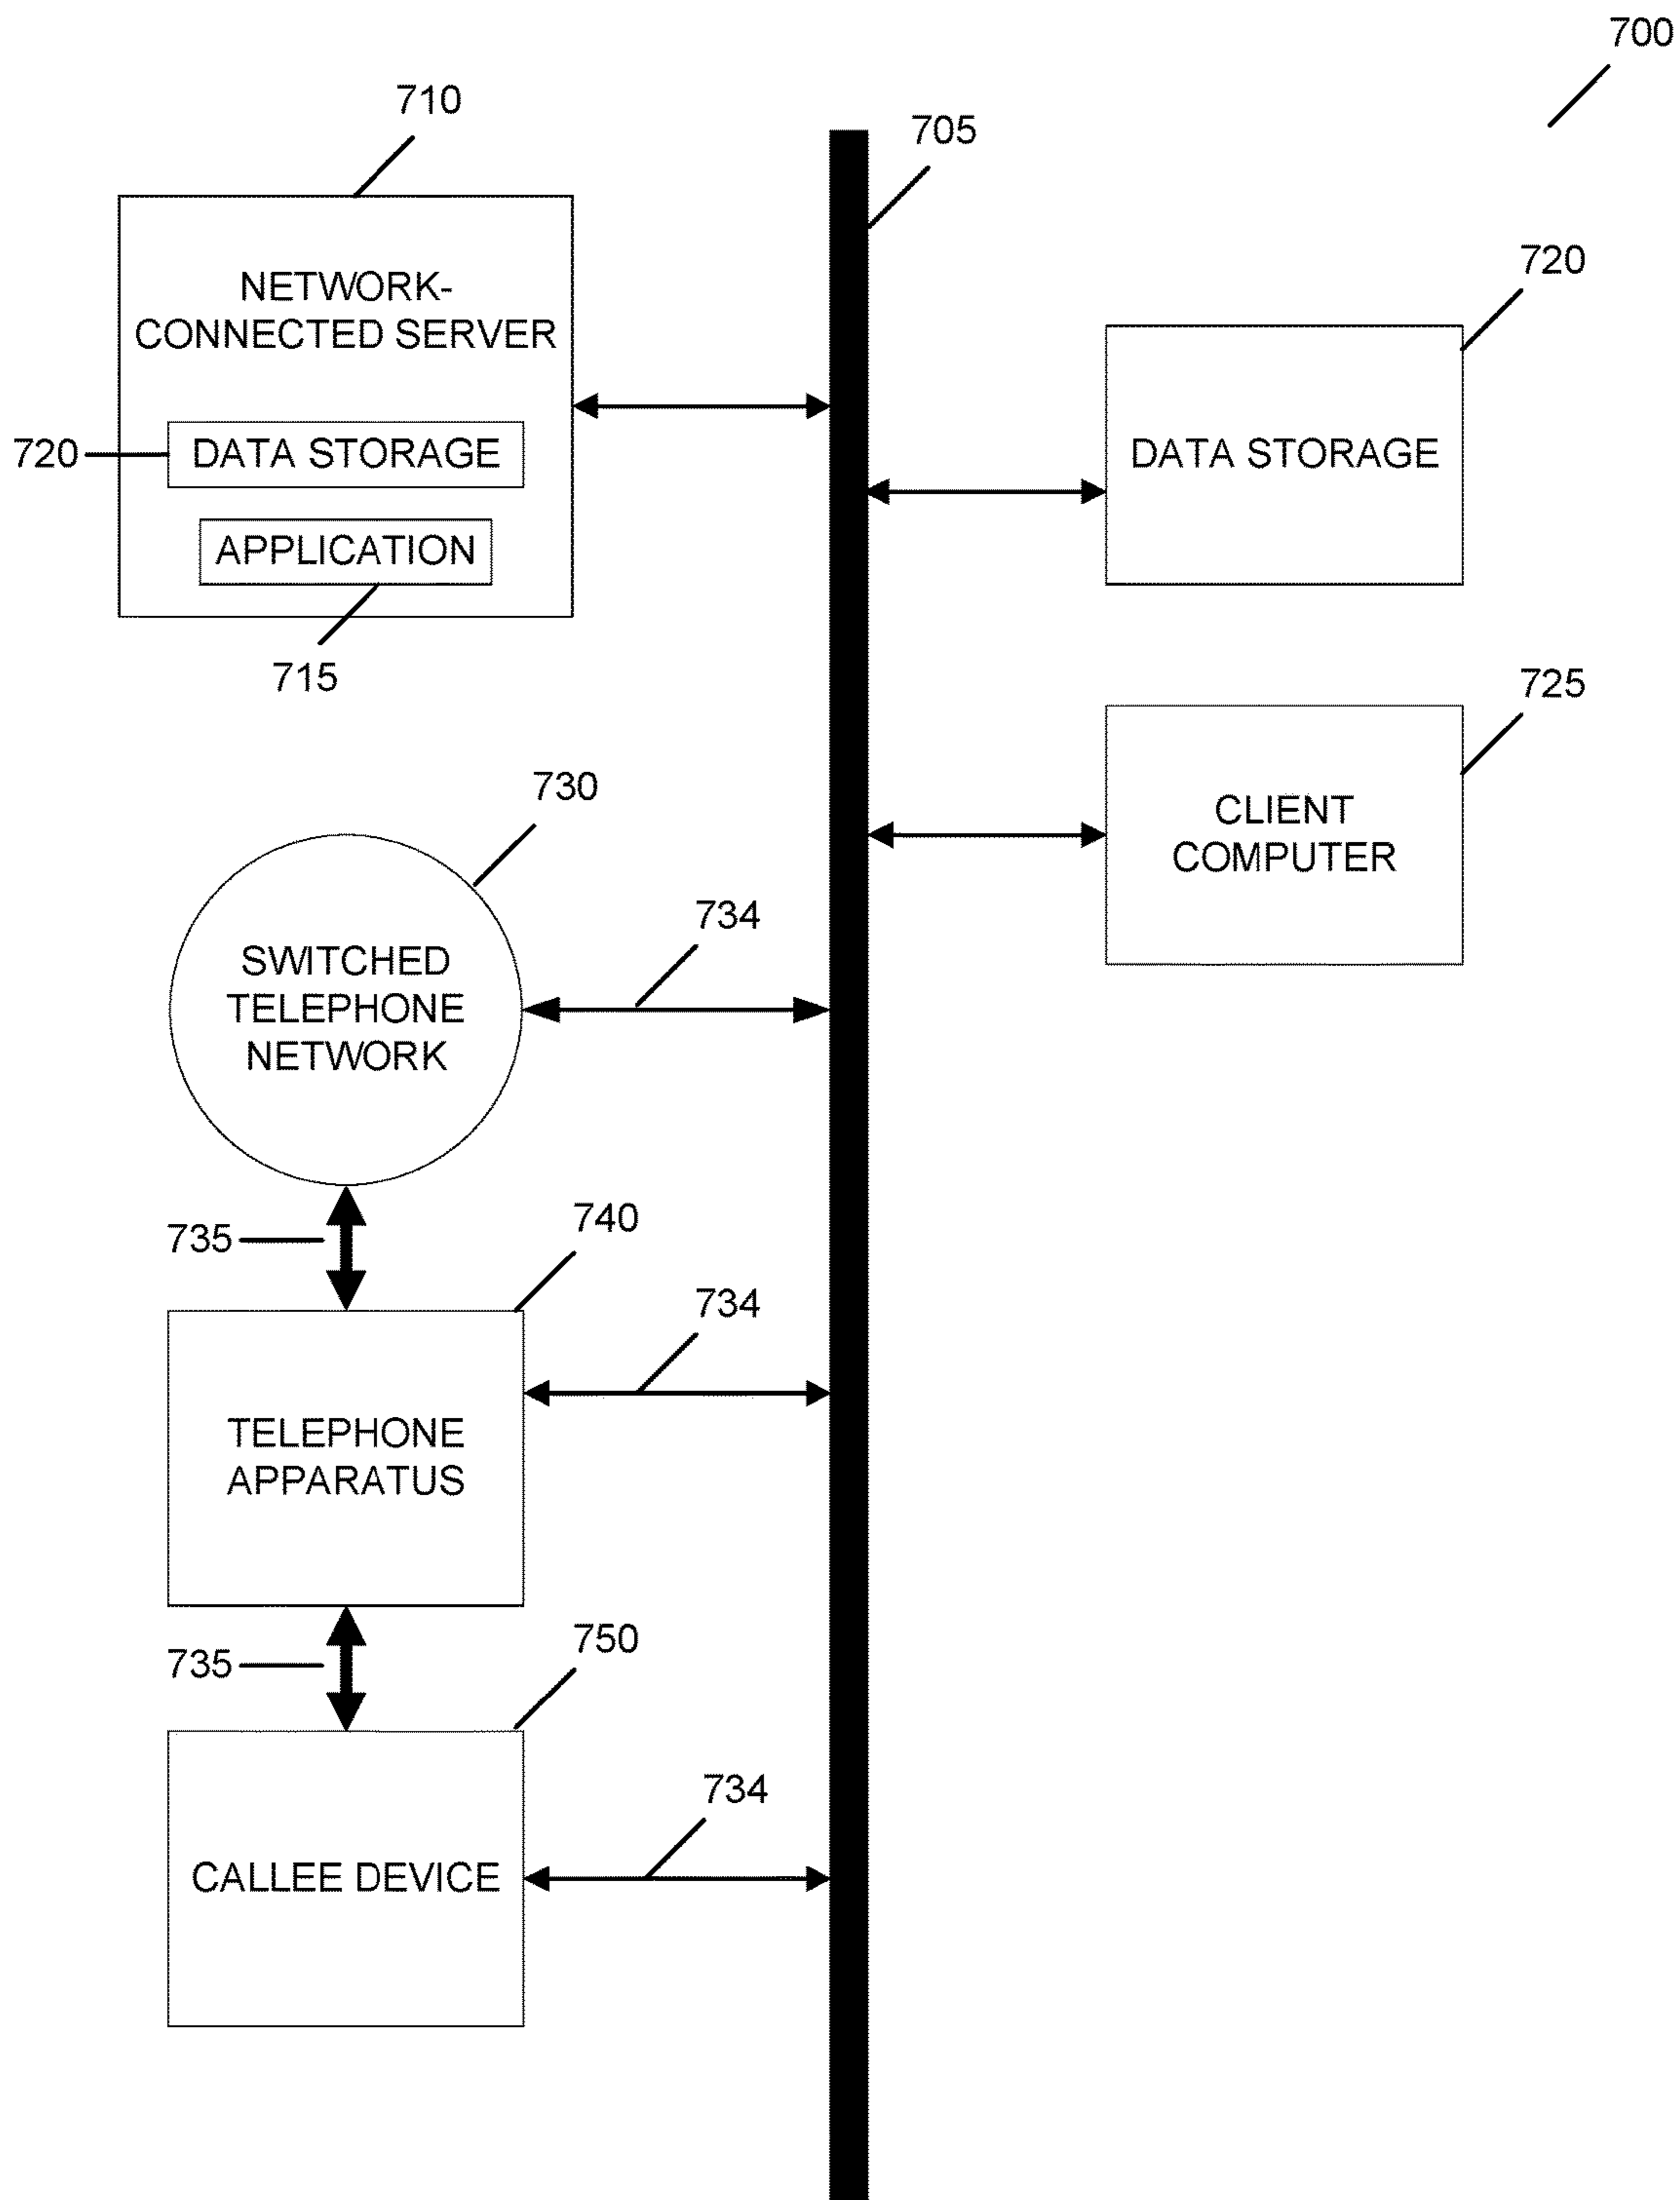 700
710
705
NETWORK-
CONNECTED SERVER
720
720
DATA STORAGE
DATA STORAGE
APPLICATION
715
725
730
CLIENT
COMPUTER
734
SWITCHED
TELEPHONE
NETWORK
735
740
734
TELEPHONE
APPARATUS
735
750
734
CALLEE DEVICE